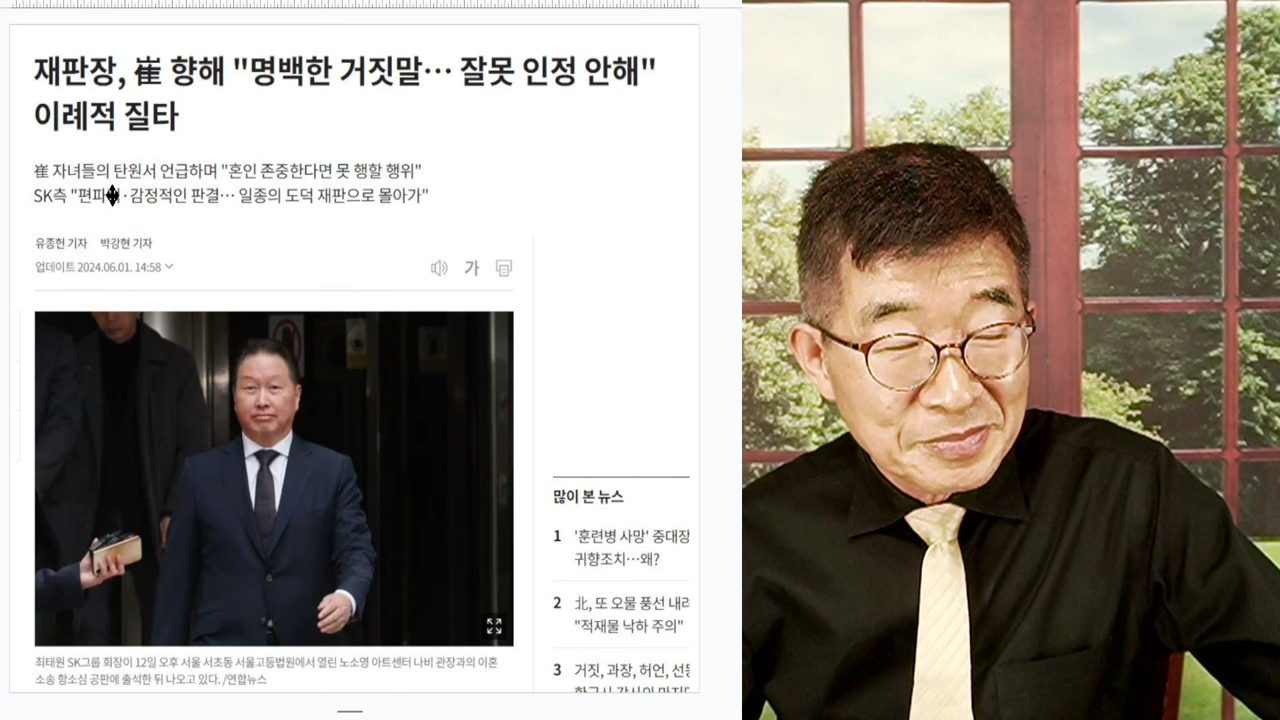 재판장, 崔 향해 "명백한 거짓말… 잘못 인정 안해"
이례적 질타
崔 자녀들의 탄원서 언급하며 "혼인 존중한다면 못 행할 행위"
SK측 ·감정적인 판결… 일종의 도덕 재판으로 몰아가"
유종헌 기자 박강현 기자
업데이트 2024.06.01. 14:58
가
최태원 SK그룹 회장이 12일 오후 서울 서초동 서울고등법원에서 열린 노소영 아트센터 나비 관장과의 이혼
소송 항소심 공판에 출석한 뒤 나오고 있다. /연합뉴스
많이 본 뉴스
1 '훈련병 사망' 중대장
귀향조치…왜?
2 北, 또 오물 풍선
"적재물 낙하 주의"
3 거짓, 과장, 허언,